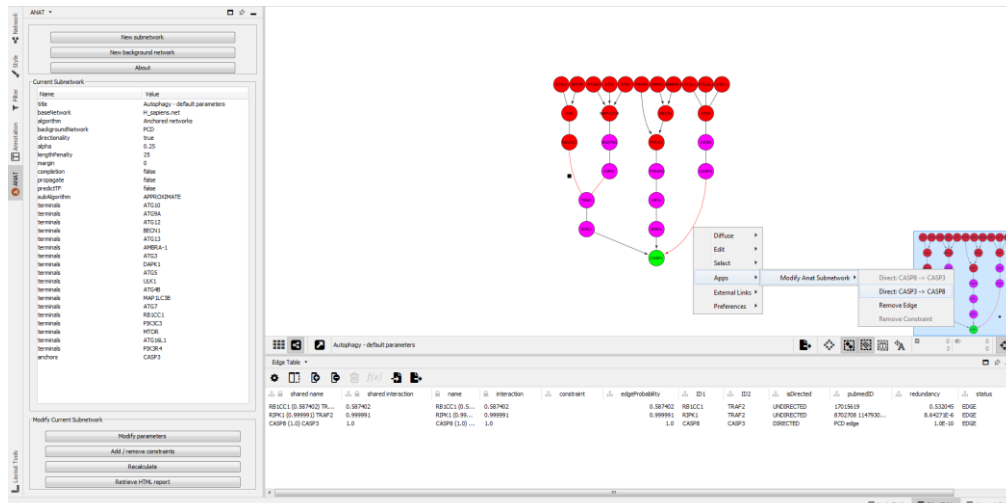 Network
Style
Filter
Annotation
ANAT
Layout Tools
ANAT
New subnetwork
New background network
About
Current Subnetwork
Name Value
title Autophagy - default parameters
baseNetwork H_sapiens.net
algorithm Anchored networks
backgroundNetwork PCD
directionality true
alpha 0.25
lengthPenalty 25
margin 0
completion false
propagate false
predictTF false
subAlgorithm APPROXIMATE
terminals ATG10
terminals ATG9A
terminals ATG12
terminals BECN1
terminals ATG13
terminals AMBRA-1
terminals ATG3
terminals DAPK1
terminals ATG5
terminals ULK1
terminals ATG4B
terminals MAP1LC3B
terminals ATG7
terminals RB1CC1
terminals PIK3C3
terminals MTOR
terminals ATG16L1
terminals PIK3R4
anchors CASP3
Modify Current Subnetwork
Modify parameters
Add / remove constraints
Recalculate
Retrieve HTML report
Diffuse
Edit
Select
Apps
External Links
Preferences
Modify Anat Subnetwork
Direct: CASP8 -> CASP3
Direct: CASP3 -> CASP8
Remove Edge
Remove Constraint
Autophagy - default parameters
Edge Table
f(x)
shared name shared interaction name interaction constraint edgeProbability ID1 ID2 isDirected pubmedID redundancy status
RB1CC1 (0.587402) TRAF2 0.587402 RB1CC1 (0.5... 0.587402 0.587402 RB1CC1 TRAF2 UNDIRECTED 17015619 0.532045 EDGE
RIPK1 (0.999991) TRAF2 0.999991 RIPK1 (0.99... 0.999991 0.999991 RIPK1 TRAF2 UNDIRECTED 8702708 1147930... 8.64271E-6 EDGE
CASP8 (1.0) CASP3 1.0 CASP8 (1.0) ... 1.0 1.0 CASP8 CASP3 DIRECTED PCD edge 1.0E-10 EDGE